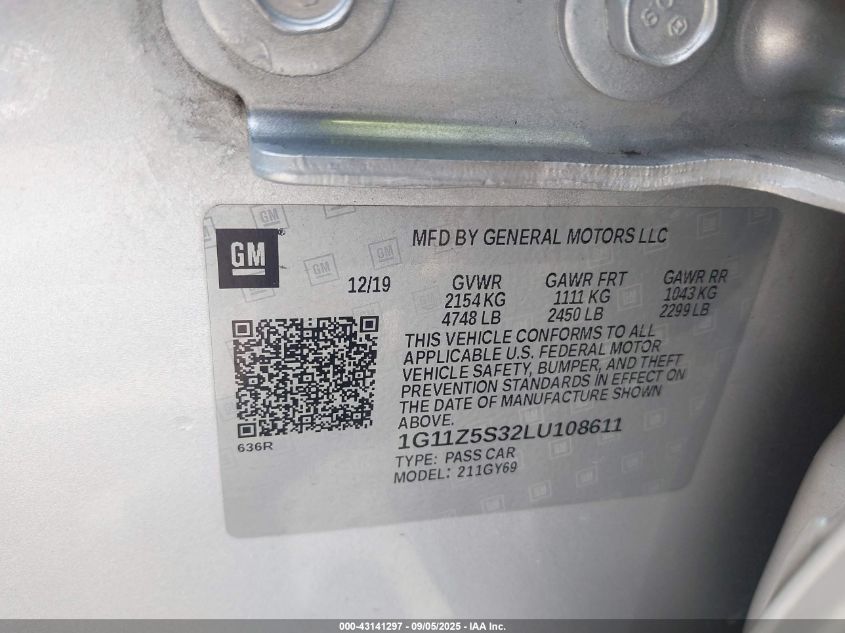 GM
MFD BY GENERAL MOTORS LLC
12/19
GVWR GAWR FRT GAWR RR
2154 KG 1111 KG 1043 KG
4748 LB 2450 LB 2299 LB
THIS VEHICLE CONFORMS TO ALL
APPLICABLE U.S. FEDERAL MOTOR
VEHICLE SAFETY, BUMPER, AND THEFT
PREVENTION STANDARDS IN EFFECT ON
THE DATE OF MANUFACTURE SHOWN
ABOVE.
636R
1G11Z5S32LU108611
TYPE: PASS CAR
MODEL: 211GY69
000-43141297 - 09/05/2025 - IAA Inc.